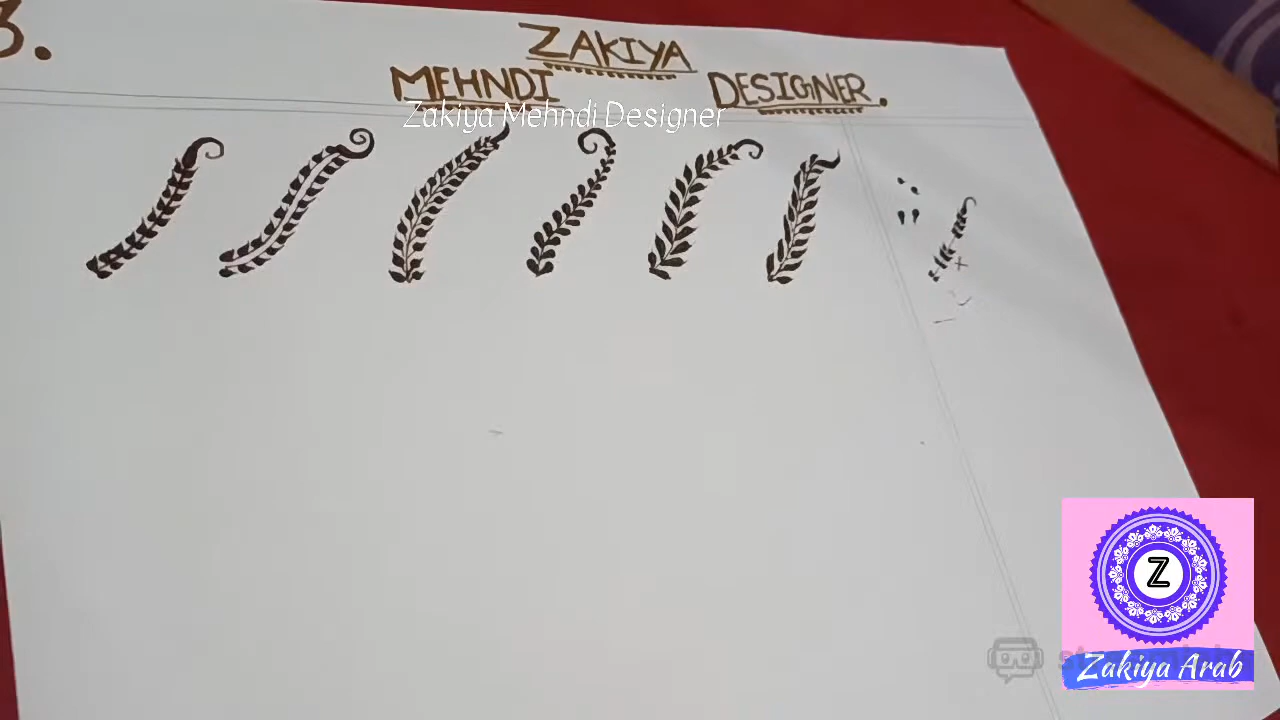 3.
ZAKIYA
MEHNDI DESIGNER.
Zakiya Mehndi Designer
Z
Zakiya Arab